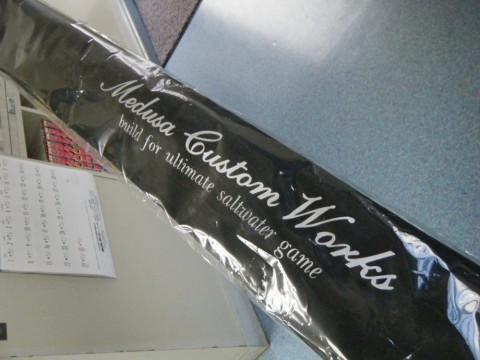 Medusa Custom Works
build for ultimate saltwater game